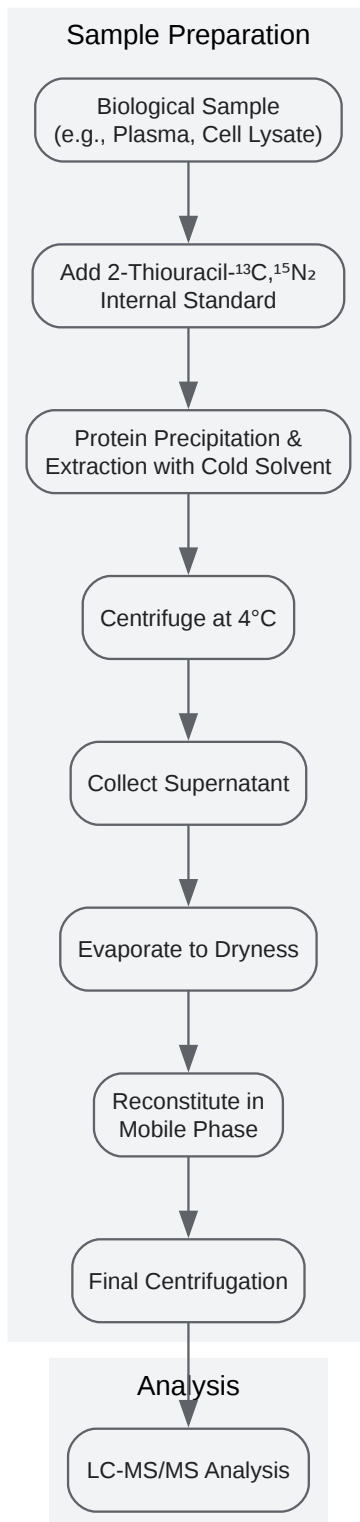 Sample Preparation
Biological Sample
(e.g., Plasma, Cell Lysate)
Add 2-Thiouracil-¹³C,¹⁵N₂
Internal Standard
Protein Precipitation &
Extraction with Cold Solvent
Centrifuge at 4°C
Collect Supernatant
Evaporate to Dryness
Reconstitute in
Mobile Phase
Final Centrifugation
Analysis
LC-MS/MS Analysis